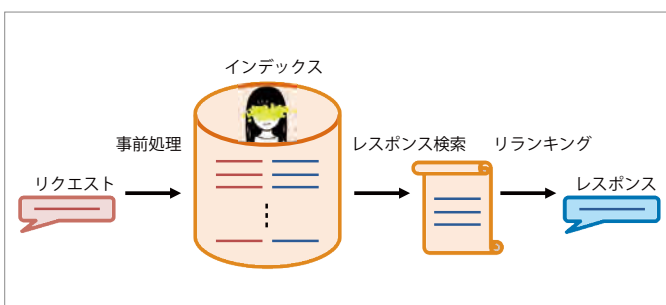 インデックス
事前処理
レスポンス検索
リランキング
リクエスト
レスポンス